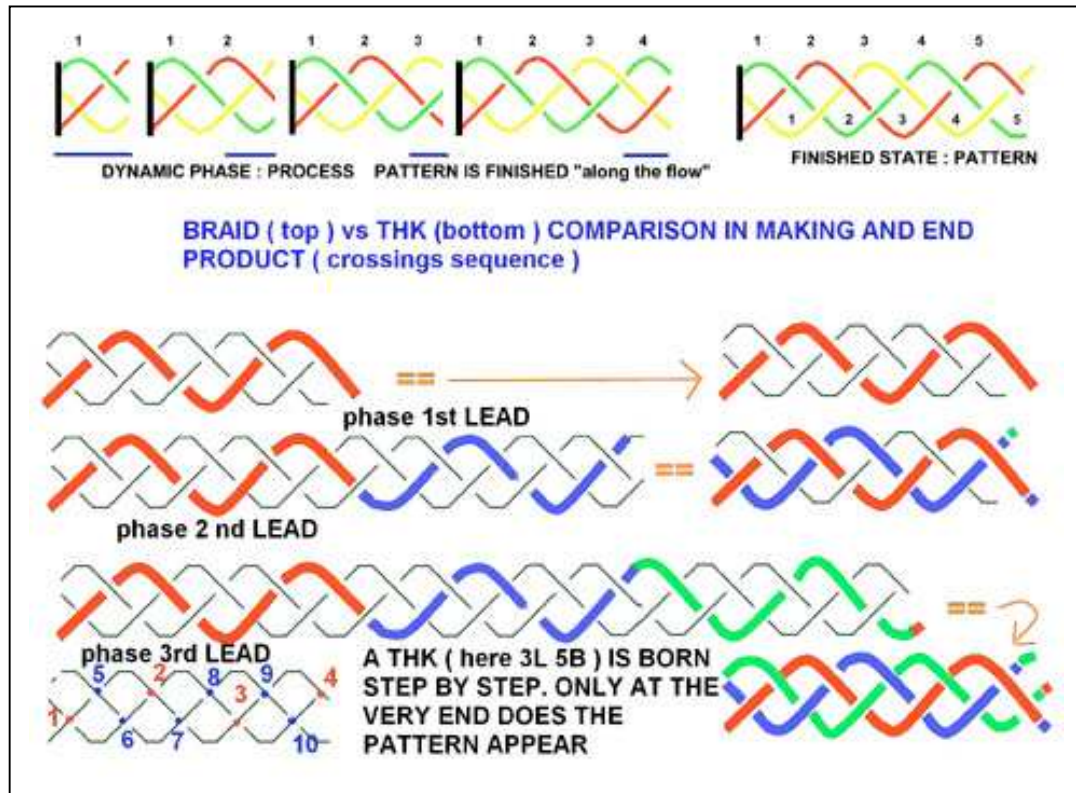 1 1 2 1 2 3 1 2 3 4 1 2 3 4 5
1 2 3 4 5
DYNAMIC PHASE : PROCESS PATTERN IS FINISHED "along the flow"
FINISHED STATE : PATTERN
BRAID ( top ) vs THK (bottom ) COMPARISON IN MAKING AND END
PRODUCT ( crossings sequence )
==
phase 1st LEAD
==
phase 2 nd LEAD
==
phase 3rd LEAD
5 2 8 9 4
1 3
6 7 10
A THK ( here 3L 5B ) IS BORN
STEP BY STEP. ONLY AT THE
VERY END DOES THE
PATTERN APPEAR